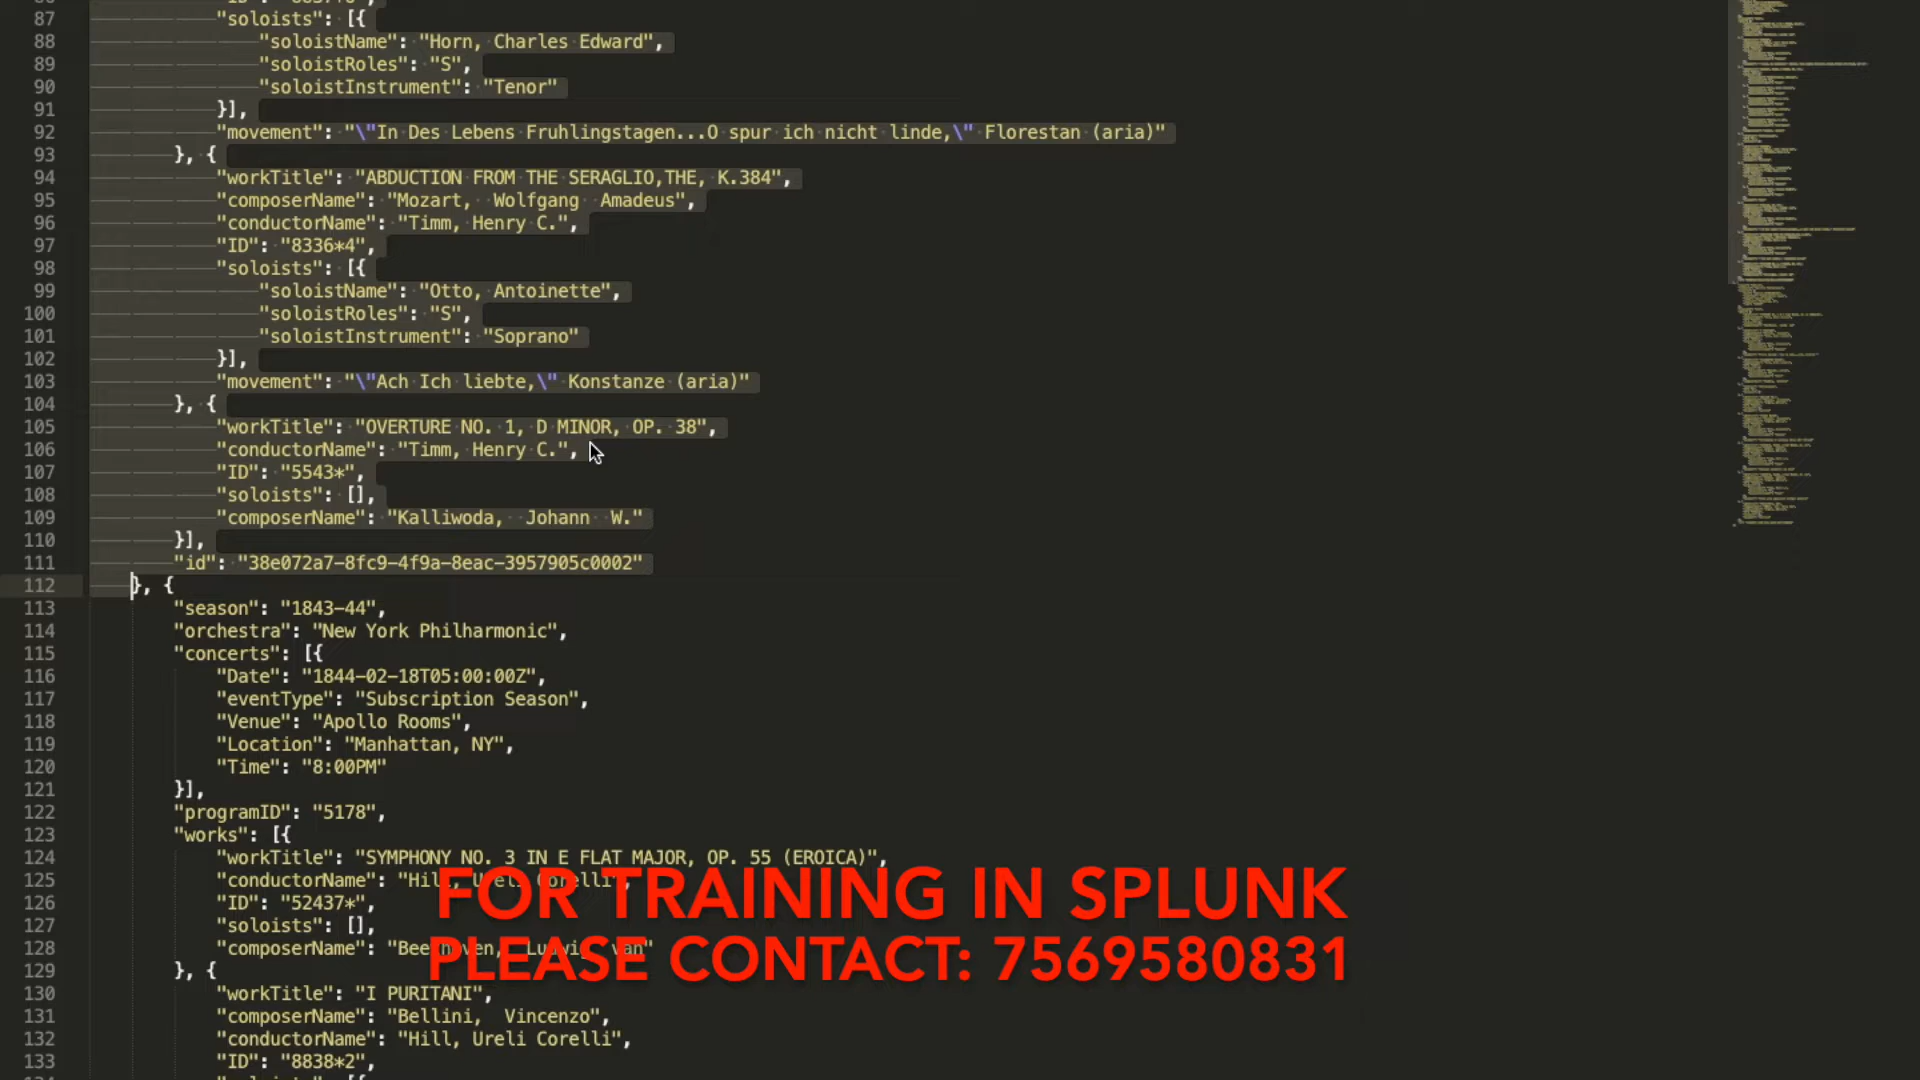 87 "soloists": [{
88 "soloistName": "Horn, Charles Edward",
89 "soloistRoles": "S",
90 "soloistInstrument": "Tenor"
91 }],
92 "movement": "\"In Des Lebens Fruhlingstagen...O spur ich nicht linde,\" Florestan (aria)"
93 }, {
94 "workTitle": "ABDUCTION FROM THE SERAGLIO,THE, K.384",
95 "composerName": "Mozart,  Wolfgang  Amadeus",
96 "conductorName": "Timm, Henry C.",
97 "ID": "8336*4",
98 "soloists": [{
99 "soloistName": "Otto, Antoinette",
100 "soloistRoles": "S",
101 "soloistInstrument": "Soprano"
102 }],
103 "movement": "\"Ach Ich liebte,\" Konstanze (aria)"
104 }, {
105 "workTitle": "OVERTURE NO. 1, D MINOR, OP. 38",
106 "conductorName": "Timm, Henry C.",
107 "ID": "5543*",
108 "soloists": [],
109 "composerName": "Kalliwoda,  Johann  W."
110 }],
111 "id": "38e072a7-8fc9-4f9a-8eac-3957905c0002"
112 }, {
113 "season": "1843-44",
114 "orchestra": "New York Philharmonic",
115 "concerts": [{
116 "Date": "1844-02-18T05:00:00Z",
117 "eventType": "Subscription Season",
118 "Venue": "Apollo Rooms",
119 "Location": "Manhattan, NY",
120 "Time": "8:00PM"
121 }],
122 "programID": "5178",
123 "works": [{
124 "workTitle": "SYMPHONY NO. 3 IN E FLAT MAJOR, OP. 55 (EROICA)",
125 "conductorName": "Hill, Ureli Corelli",
126 "ID": "52437*",
127 "soloists": [],
128 "composerName": "Beethoven,  Ludwig  van"
129 }, {
130 "workTitle": "I PURITANI",
131 "composerName": "Bellini,  Vincenzo",
132 "conductorName": "Hill, Ureli Corelli",
133 "ID": "8838*2",
FOR TRAINING IN SPLUNK
PLEASE CONTACT: 7569580831